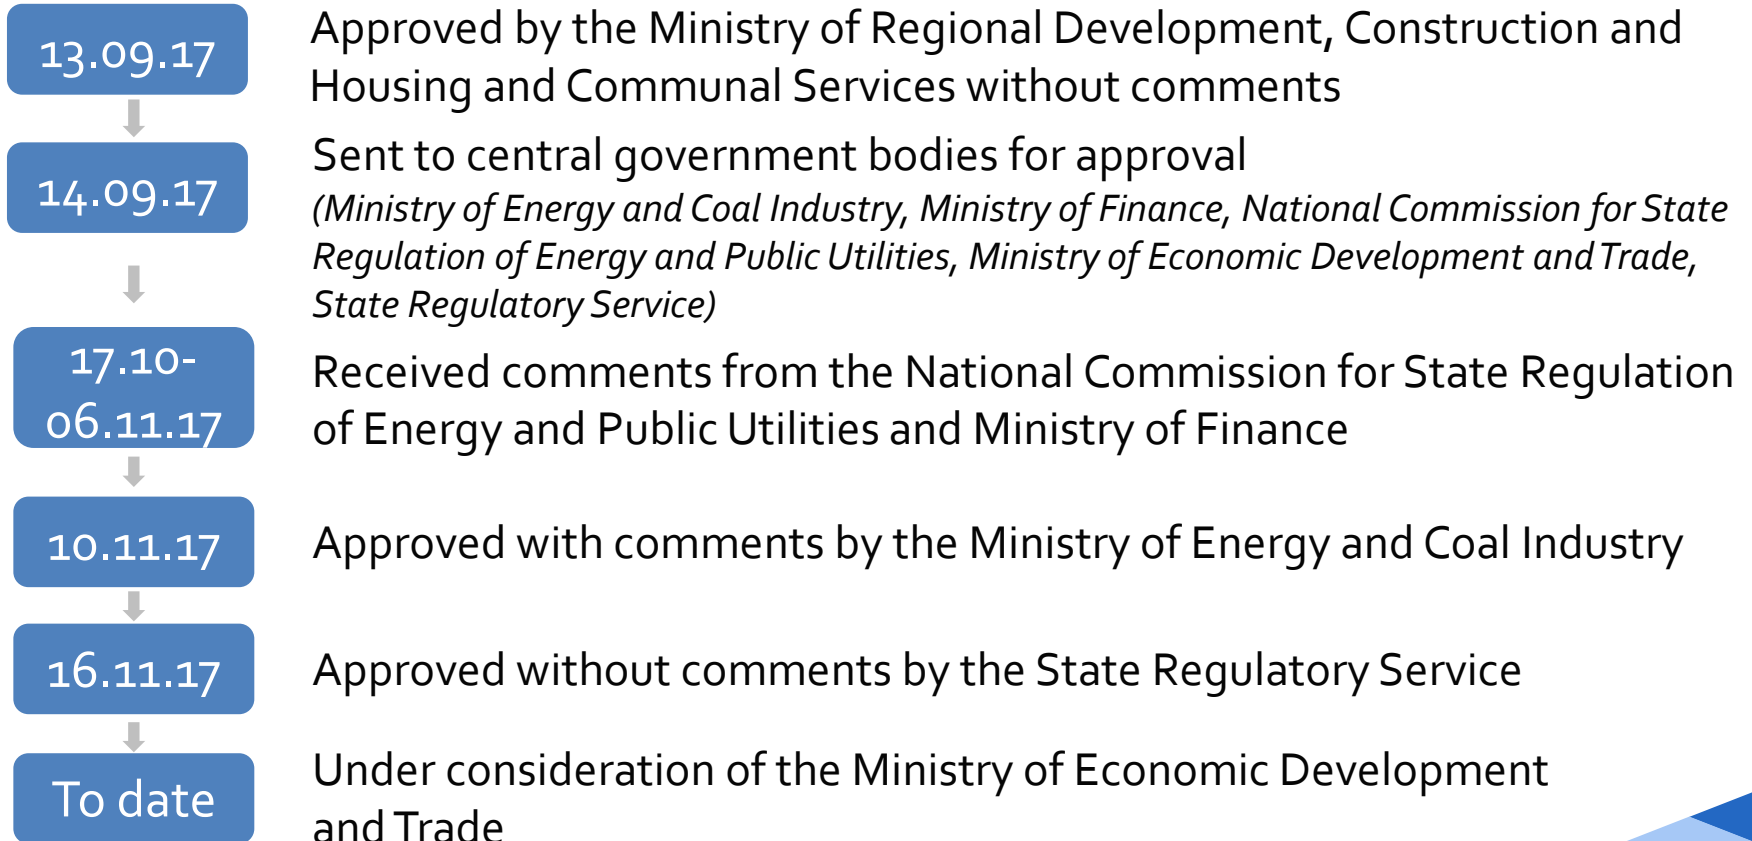 13.09.17
Approved by the Ministry of Regional Development, Construction and
Housing and Communal Services without comments
14.09.17
Sent to central government bodies for approval
(Ministry of Energy and Coal Industry, Ministry of Finance, National Commission for State
Regulation of Energy and Public Utilities, Ministry of Economic Development and Trade,
State Regulatory Service)
17.10-
06.11.17
Received comments from the National Commission for State Regulation
of Energy and Public Utilities and Ministry of Finance
10.11.17
Approved with comments by the Ministry of Energy and Coal Industry
16.11.17
Approved without comments by the State Regulatory Service
To date
Under consideration of the Ministry of Economic Development
and Trade